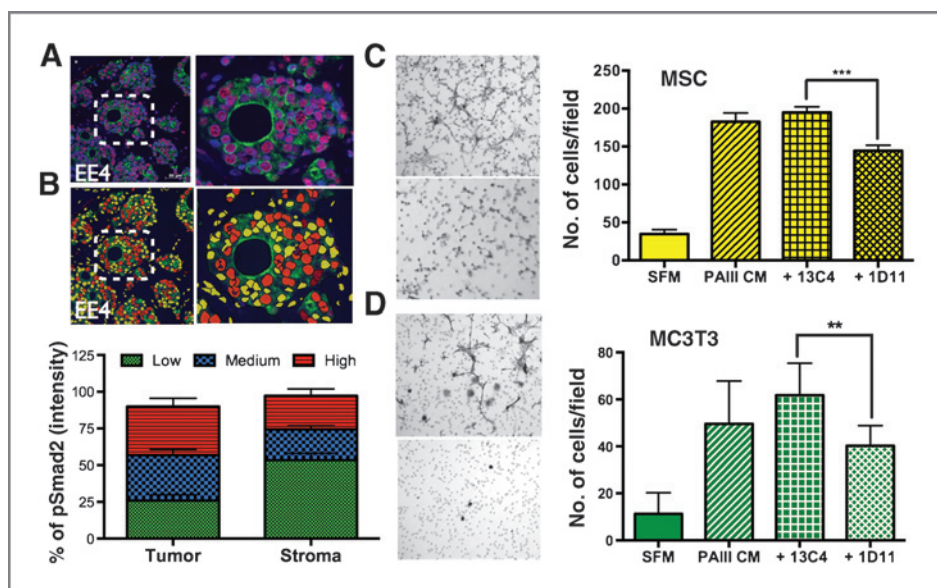 A
EE4
B
EE4
% of pSmad2 (intensity)
125
100
75
50
25
0
Low
Medium
High
Tumor
Stroma
C
MSC
No. of cells/field
250
200
150
100
50
0
***
SFM
PAIII CM
+ 13C4
+ 1D11
D
MC3T3
No. of cells/field
80
60
40
20
0
**
SFM
PAIII CM
+ 13C4
+ 1D11